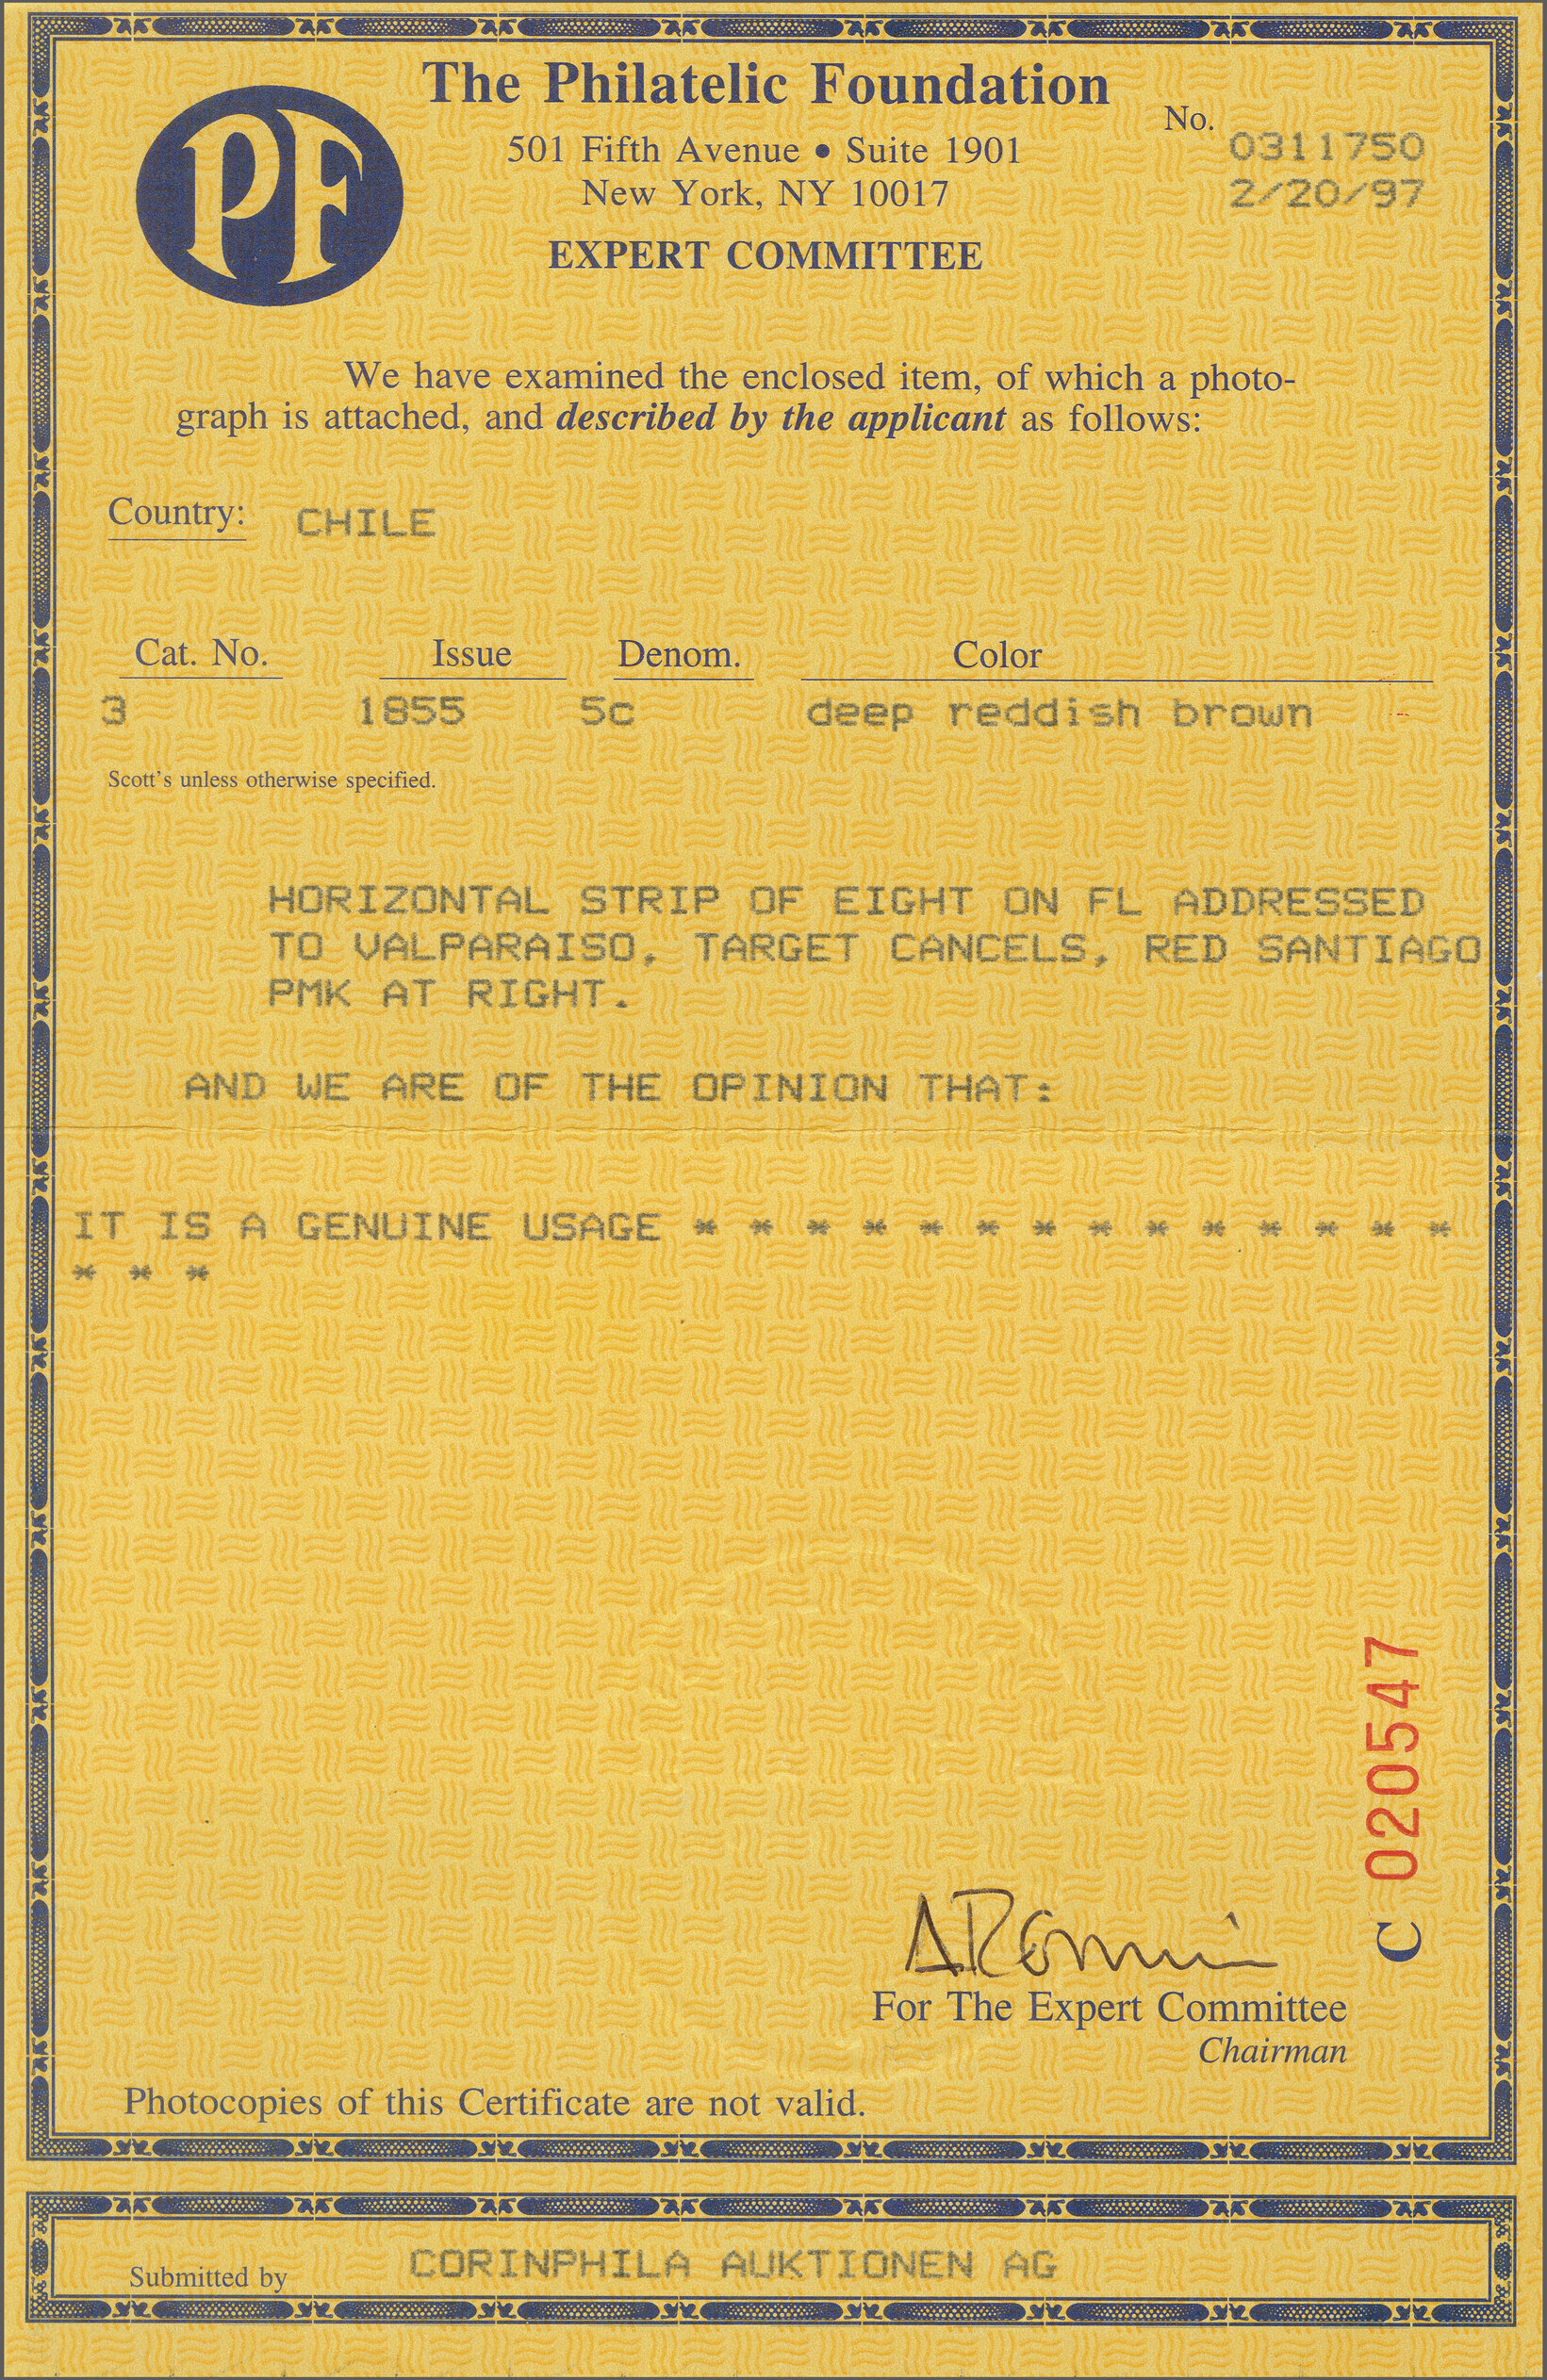 PF
The Philatelic Foundation
501 Fifth Avenue • Suite 1901
New York, NY 10017
EXPERT COMMITTEE
No.
0311750
2/20/97
We have examined the enclosed item, of which a photo-
graph is attached, and described by the applicant as follows:
Country: CHILE
Cat. No. Issue Denom. Color
3 1855 5c deep reddish brown
Scott's unless otherwise specified.
HORIZONTAL STRIP OF EIGHT ON FL ADDRESSED
TO VALPARAISO, TARGET CANCELS, RED SANTIAGO
PMK AT RIGHT.
AND WE ARE OF THE OPINION THAT:
IT IS A GENUINE USAGE * * * * * * * * * * * * * *
* * *
C 020547
For The Expert Committee
Chairman
Photocopies of this Certificate are not valid.
Submitted by CORINPHILA AUKTIONEN AG